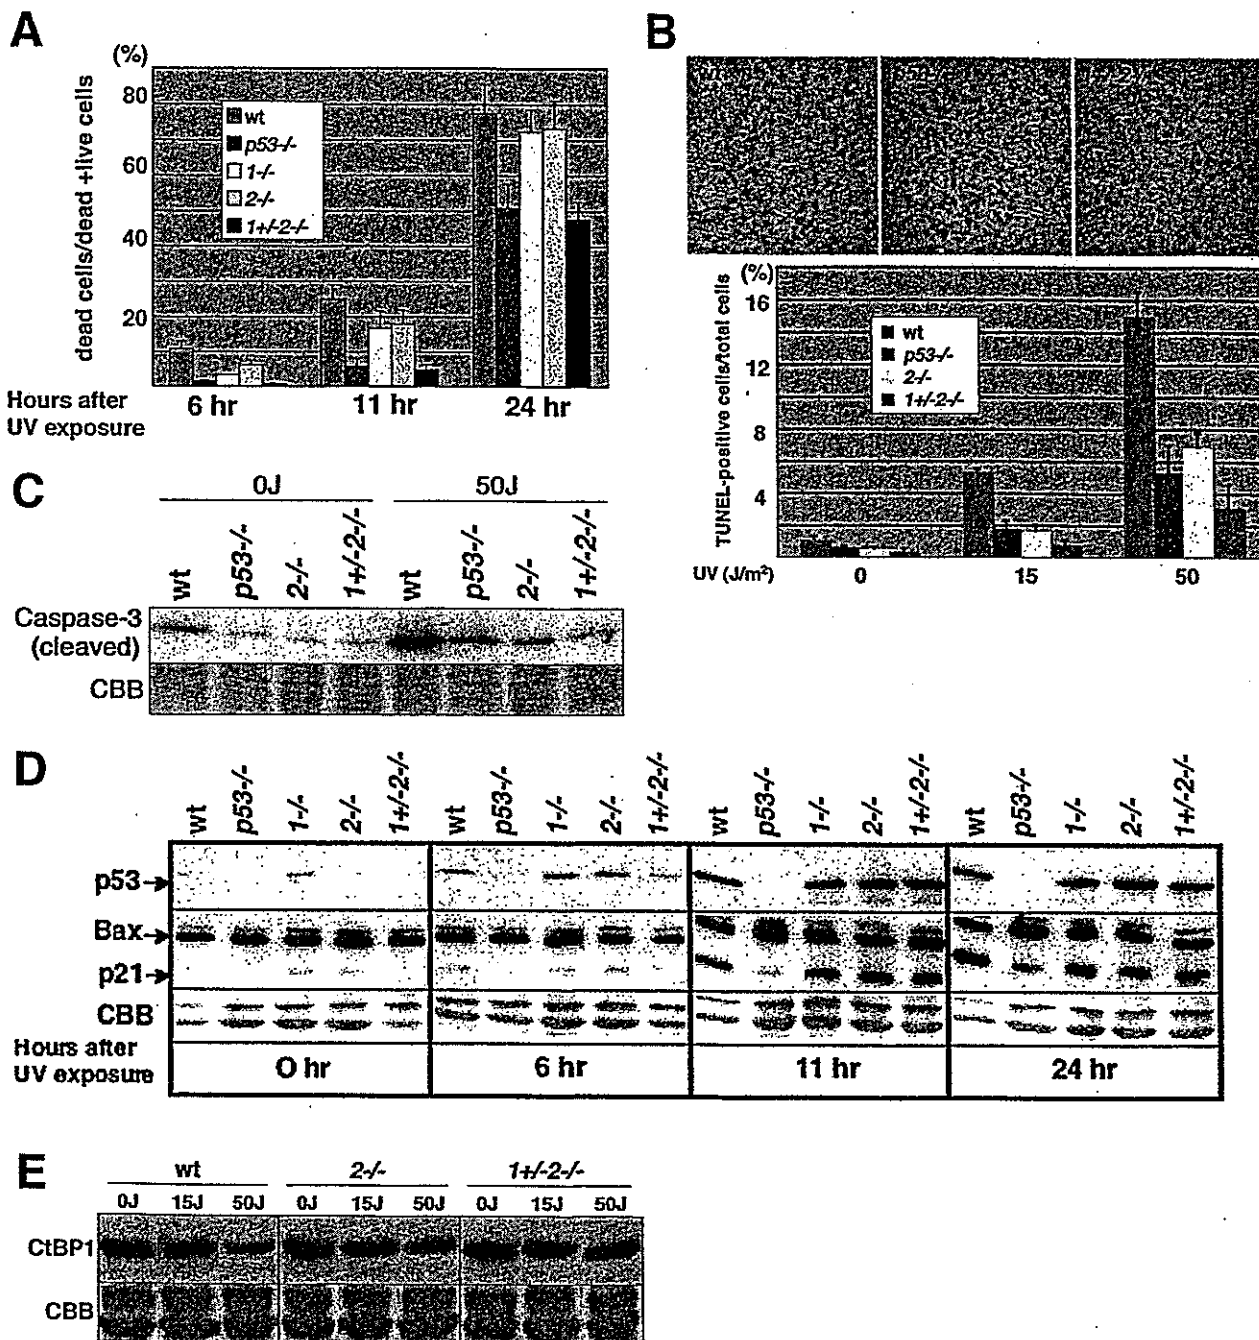 A
(%)
dead cells/dead +live cells
80
60
40
20
wt
p53-/-
1-/-
2-/-
1+/-2-/-
Hours after
UV exposure
6 hr
11 hr
24 hr
B
wt
(%)
TUNEL-positive cells/total cells
16
12
8
4
wt
p53-/-
2-/-
1+/-2-/-
UV (J/m²)
0
15
50
C
0J
50J
wt
p53-/-
2-/-
1+/-2-/-
wt
p53-/-
2-/-
1+/-2-/-
Caspase-3
(cleaved)
CBB
D
wt
p53-/-
1-/-
2-/-
1+/-2-/-
wt
p53-/-
1-/-
2-/-
1+/-2-/-
wt
p53-/-
1-/-
2-/-
1+/-2-/-
wt
p53-/-
1-/-
2-/-
1+/-2-/-
p53
Bax
p21
CBB
Hours after
UV exposure
O hr
6 hr
11 hr
24 hr
E
wt
2-/-
1+/-2-/-
0J 15J 50J
0J 15J 50J
0J 15J 50J
CtBP1
CBB